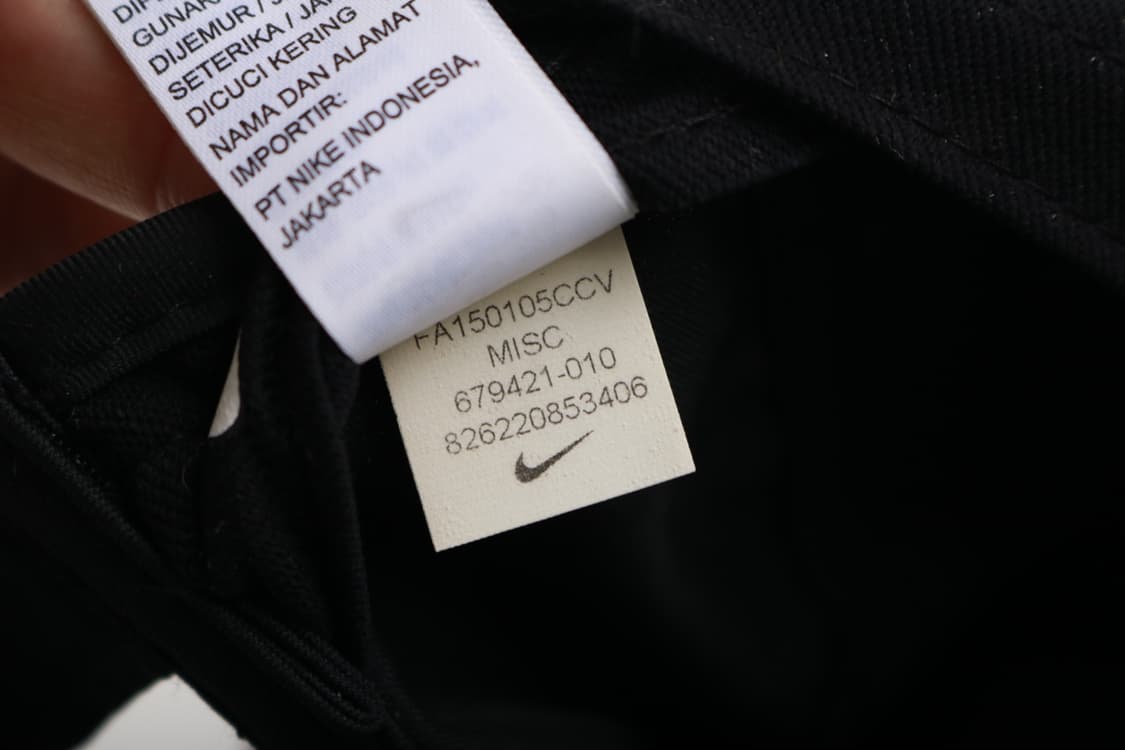 GUNAK
DIJEMUR /
SETERIKA / JA
DICUCI KERING
NAMA DAN ALAMAT
IMPORTIR:
PT NIKE INDONESIA,
JAKARTA
FA150105CCV
MISC
679421-010
826220853406